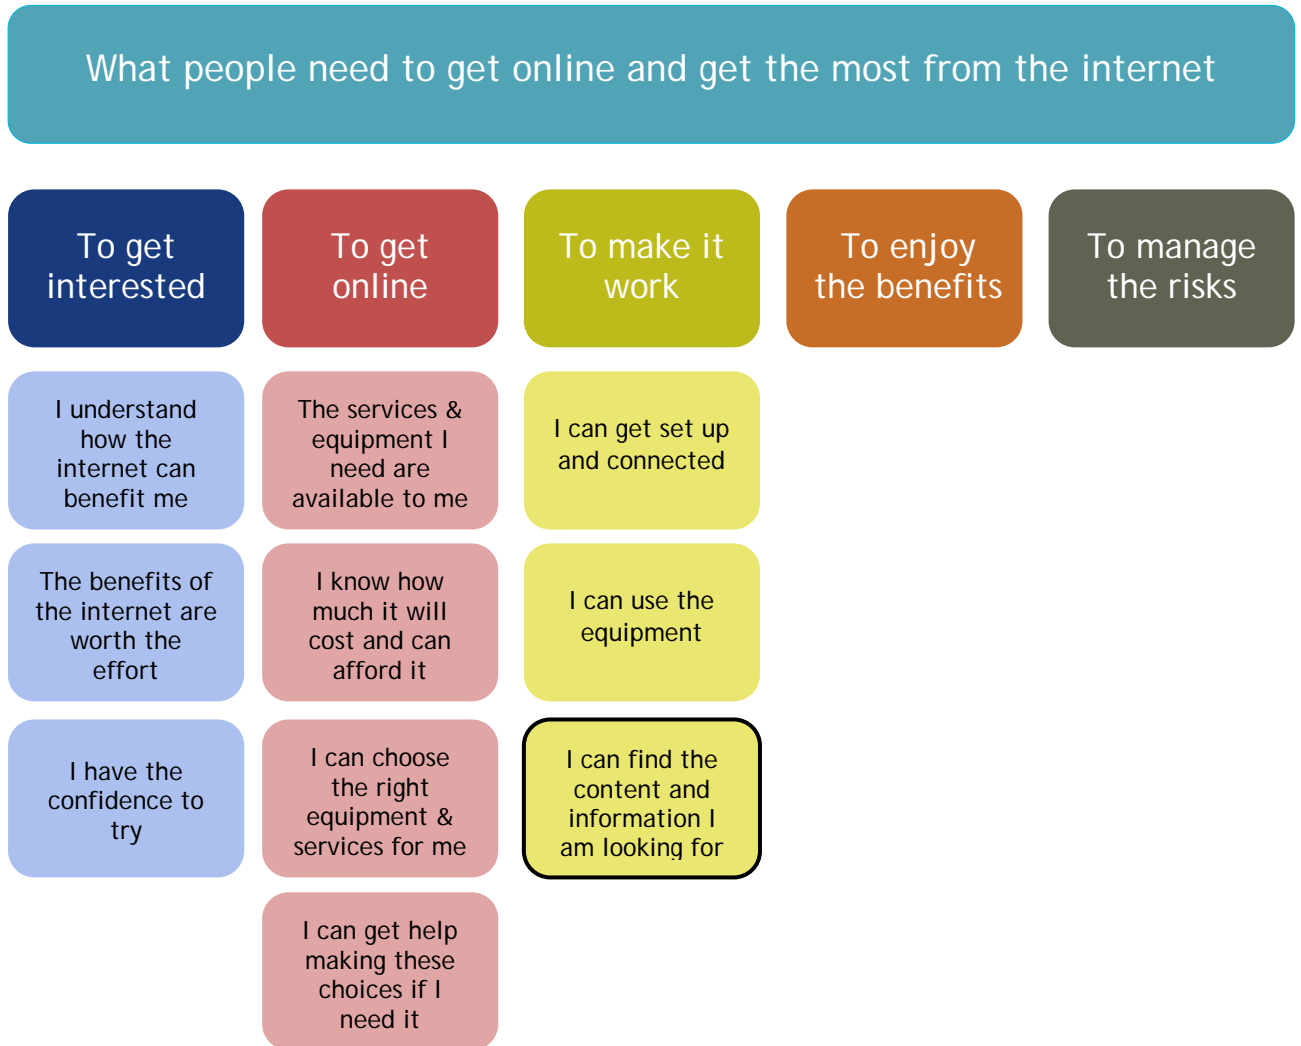 What people need to get online and get the most from the internet
To get
interested
To get
online
To make it
work
To enjoy
the benefits
To manage
the risks
I understand
how the
internet can
benefit me
The services &
equipment I
need are
available to me
I can get set up
and connected
The benefits of
the internet are
worth the
effort
I know how
much it will
cost and can
afford it
I can use the
equipment
I have the
confidence to
try
I can choose
the right
equipment &
services for me
I can find the
content and
information I
am looking for
I can get help
making these
choices if I
need it